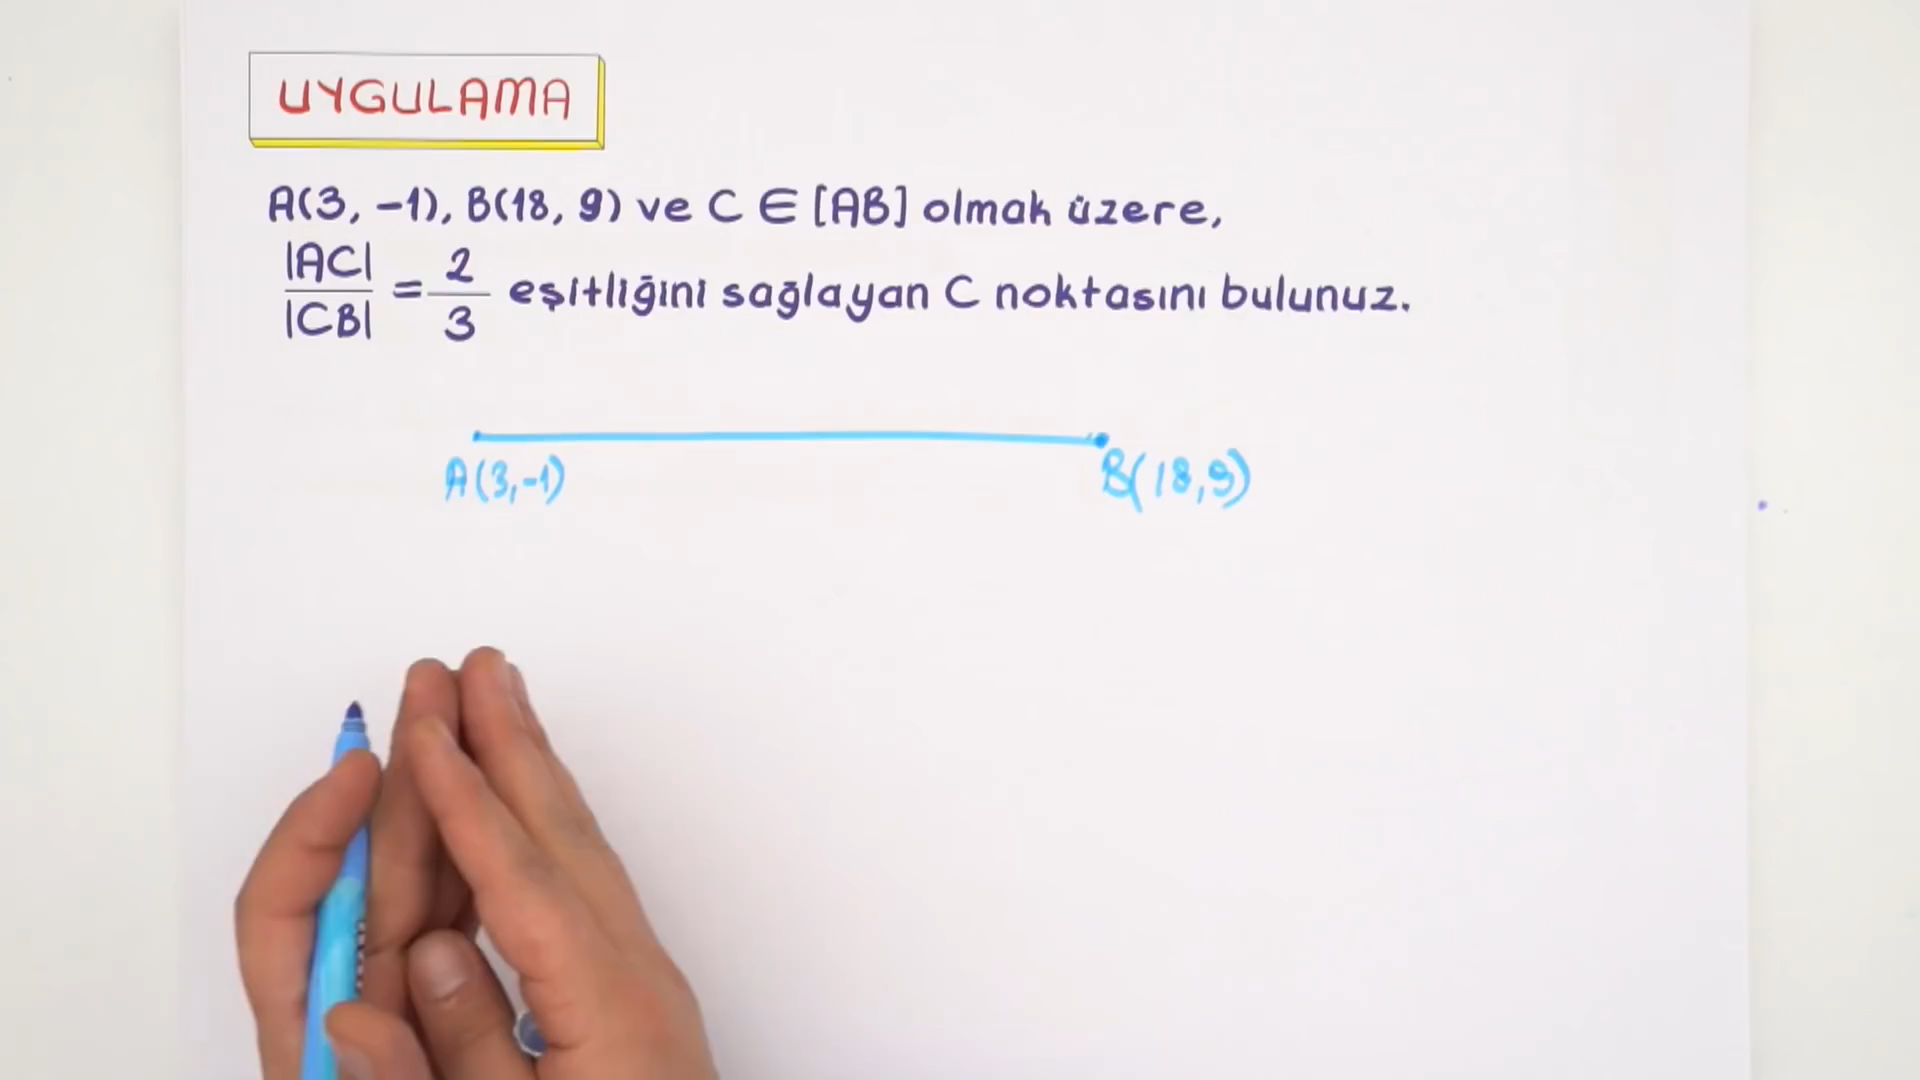 UYGULAMA
A(3, -1), B(18, 9) ve C ∈ [AB] olmak üzere,
|AC|/|CB| = 2/3 eşitliğini sağlayan C noktasını bulunuz.
A(3,-1) B(18,9)